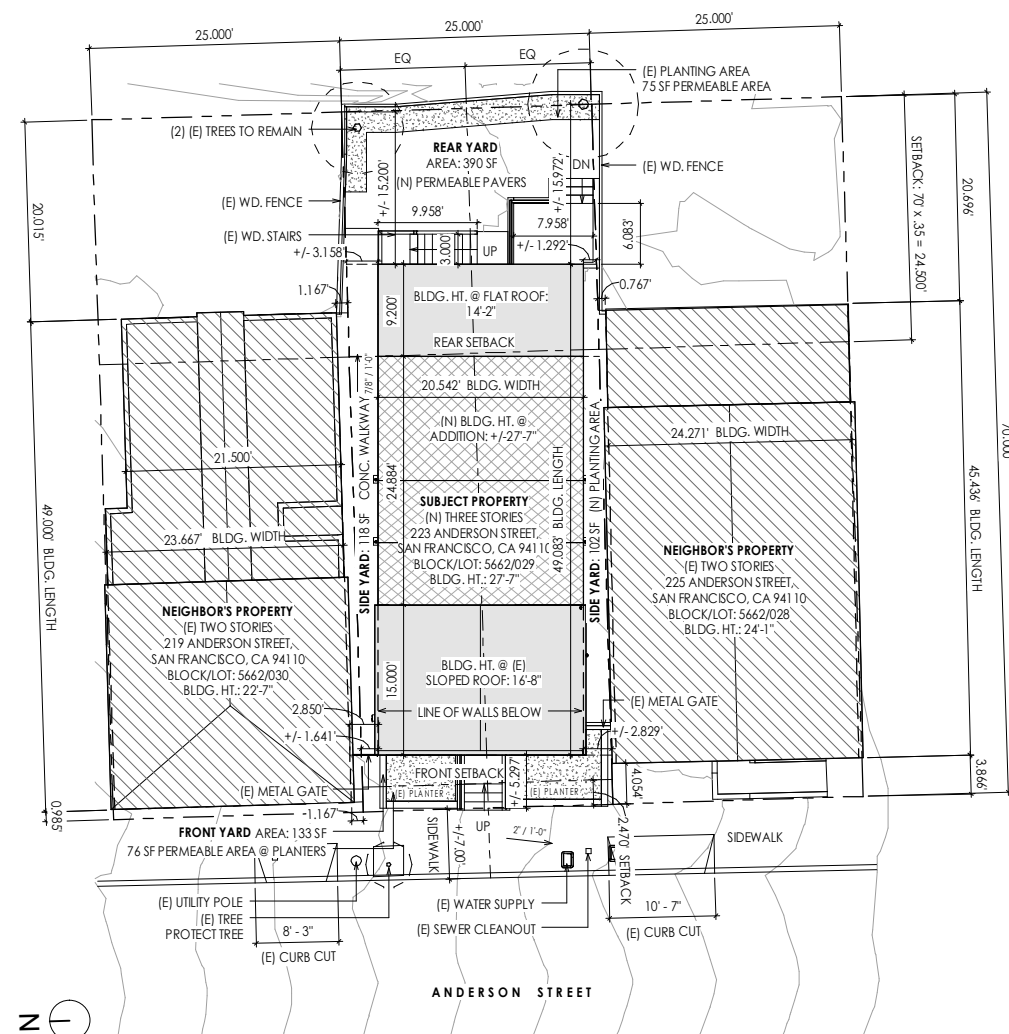 25.000'
25.000'
25.000'
EQ
EQ
(E) PLANTING AREA
75 SF PERMEABLE AREA
(2) (E) TREES TO REMAIN
REAR YARD
AREA: 390 SF
(N) PERMEABLE PAVERS
+/- 15.200'
+/- 15.972'
DN
(E) WD. FENCE
(E) WD. FENCE
SETBACK: 70' x .35 = 24.500'
20.696'
20.015'
9.958'
7.958'
6.083'
(E) WD. STAIRS
3.000'
UP
+/- 1.292'
+/- 3.158'
1.167'
0.767'
BLDG. HT. @ FLAT ROOF:
14'-2"
9.200'
REAR SETBACK
7/8" / 1'-0"
20.542' BLDG. WIDTH
(N) BLDG. HT. @
ADDITION: +/-27'-7"
24.884'
49.083' BLDG. LENGTH
SIDE YARD: 118 SF CONC. WALKWAY
SIDE YARD: 102 SF (N) PLANTING AREA
SUBJECT PROPERTY
(N) THREE STORIES
223 ANDERSON STREET,
SAN FRANCISCO, CA 94110
BLOCK/LOT: 5662/029
BLDG. HT.: 27'-7"
21.500'
23.667' BLDG. WIDTH
49.000' BLDG. LENGTH
24.271' BLDG. WIDTH
45.436' BLDG. LENGTH
70.000'
NEIGHBOR'S PROPERTY
(E) TWO STORIES
225 ANDERSON STREET,
SAN FRANCISCO, CA 94110
BLOCK/LOT: 5662/028
BLDG. HT.: 24'-1"
NEIGHBOR'S PROPERTY
(E) TWO STORIES
219 ANDERSON STREET,
SAN FRANCISCO, CA 94110
BLOCK/LOT: 5662/030
BLDG. HT.: 22'-7"
BLDG. HT. @ (E)
SLOPED ROOF: 16'-8"
15.000'
LINE OF WALLS BELOW
2.850'
+/- 1.641'
(E) METAL GATE
+/- 2.829'
(E) METAL GATE
FRONT SETBACK
+/- 5.297'
(E) PLANTER
(E) PLANTER
4.054'
3.866'
0.985'
1.167'
FRONT YARD AREA: 133 SF
76 SF PERMEABLE AREA @ PLANTERS
SIDEWALK
+/-7.00'
UP
2" / 1'-0"
2.470' SETBACK
SIDEWALK
(E) UTILITY POLE
(E) TREE
PROTECT TREE
8' - 3"
(E) CURB CUT
(E) WATER SUPPLY
(E) SEWER CLEANOUT
10' - 7"
(E) CURB CUT
ANDERSON STREET
N